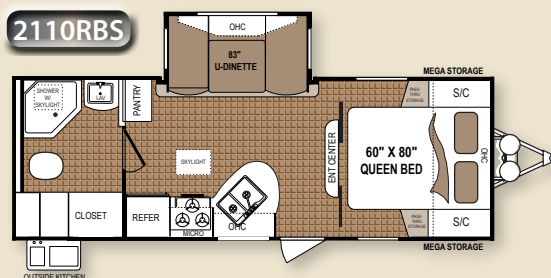 2110RBS
OHC
83"
U-DINETTE
MEGA STORAGE
SHOWER
W/
SKYLIGHT
LAV
PANTRY
PASS-
THRU
STORAGE
S/C
SKYLIGHT
ENT CENTER
60" X 80"
QUEEN BED
OHC
CLOSET
REFER
MICRO
OHC
PASS-
THRU
STORAGE
S/C
MEGA STORAGE
OUTSIDE KITCHEN